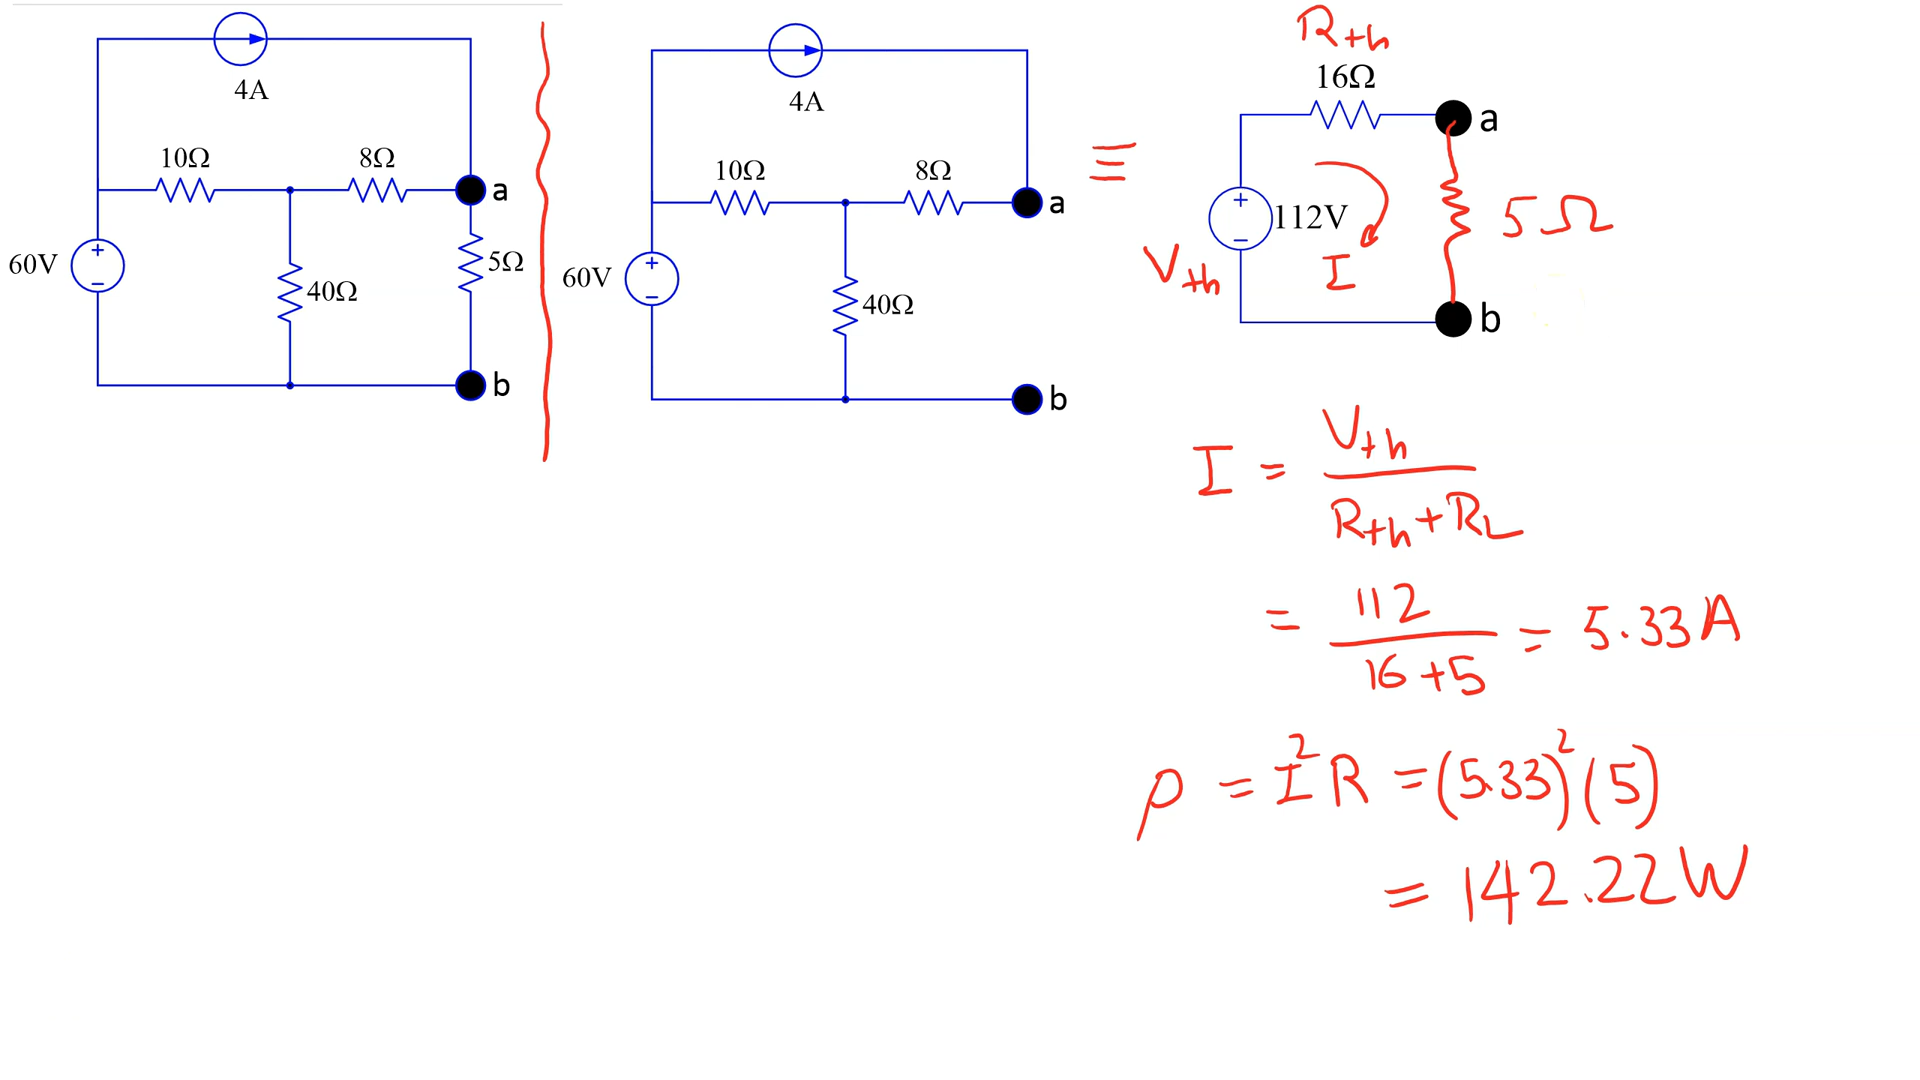 4A
10Ω
8Ω
a
60V
+
−
40Ω
5Ω
b
4A
10Ω
8Ω
a
60V
+
−
40Ω
b
≡
Rth
16Ω
a
+
−
112V
Vth
I
5Ω
b
I = Vth / Rth + RL
= 112 / 16 + 5 = 5.33A
P = I²R = (5.33)²(5)
= 142.22W